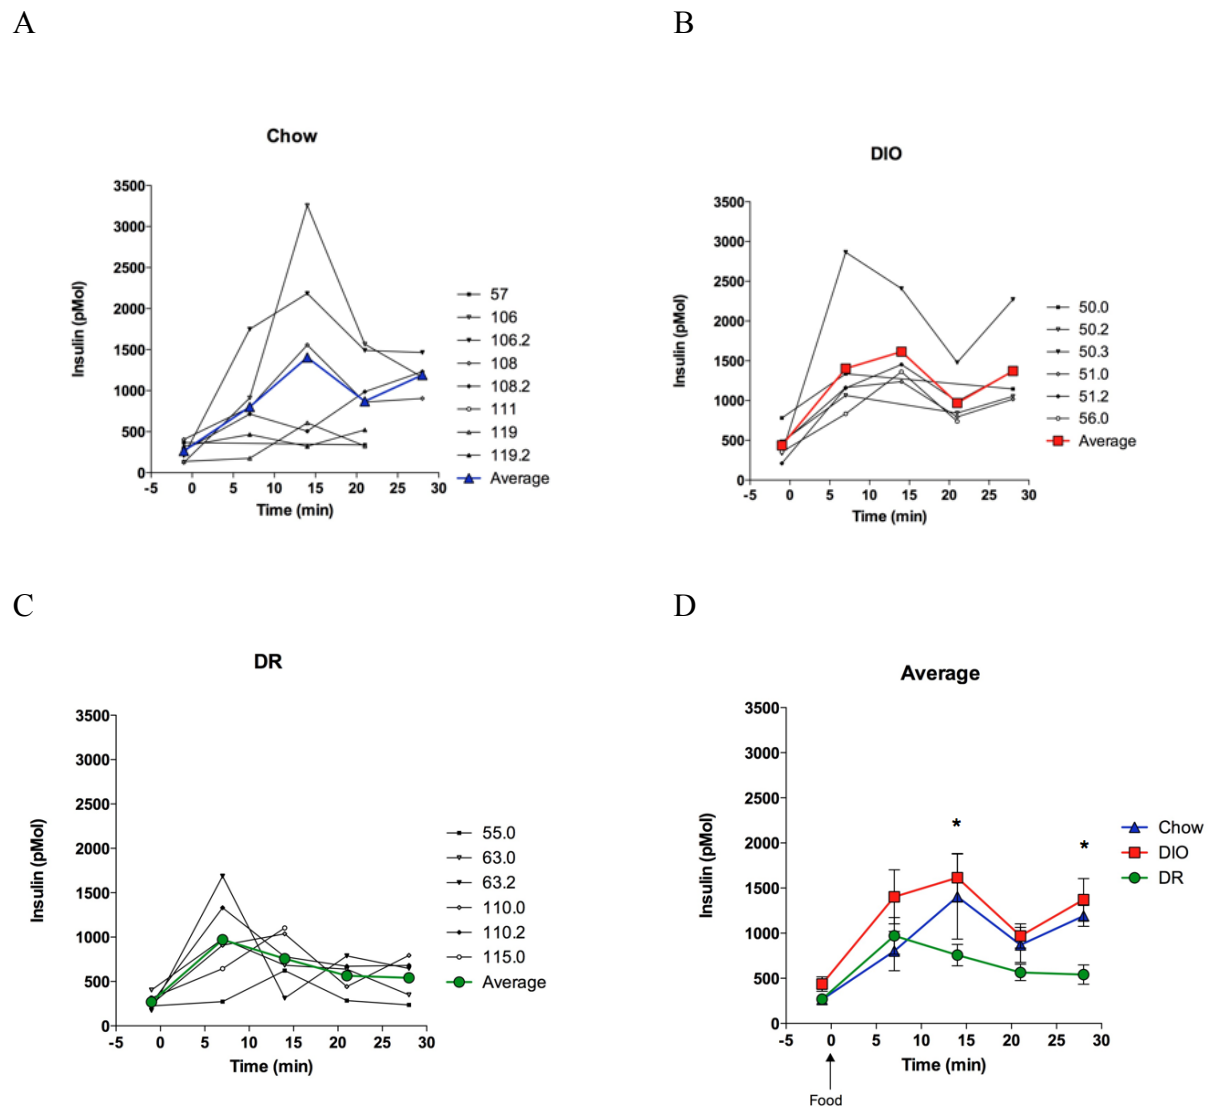 A
Chow
3500
3000
2500
2000
1500
1000
500
0
-5 0 5 10 15 20 25 30
Insulin (pMol)
Time (min)
57
106
106.2
108
108.2
111
119
119.2
Average
B
DIO
3500
3000
2500
2000
1500
1000
500
0
-5 0 5 10 15 20 25 30
Insulin (pMol)
Time (min)
50.0
50.2
50.3
51.0
51.2
56.0
Average
C
DR
3500
3000
2500
2000
1500
1000
500
0
-5 0 5 10 15 20 25 30
Insulin (pMol)
Time (min)
55.0
63.0
63.2
110.0
110.2
115.0
Average
D
Average
3500
3000
2500
2000
1500
1000
500
0
-5 0 5 10 15 20 25 30
Insulin (pMol)
Time (min)
* *
Chow
DIO
DR
Food